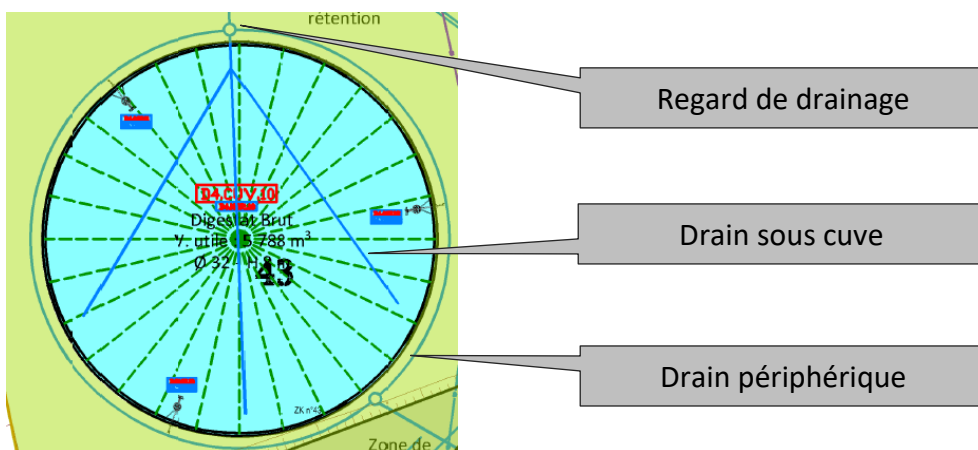 rétention
Regard de drainage
D4.CUV.10
Digestat Brut
V. utile 5 788 m³
Drain sous cuve
Ø 32
43
Drain périphérique
ZK n°43
Zone de